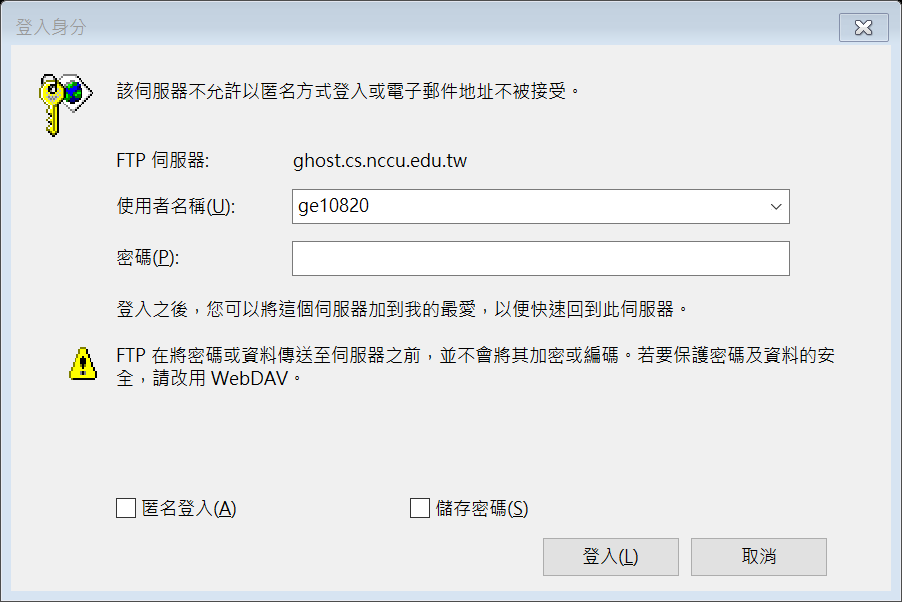 登入身分
該伺服器不允許以匿名方式登入或電子郵件地址不被接受。
FTP 伺服器: ghost.cs.nccu.edu.tw
使用者名稱(U): ge10820
密碼(P):
登入之後，您可以將這個伺服器加到我的最愛，以便快速回到此伺服器。
FTP 在將密碼或資料傳送至伺服器之前，並不會將其加密或編碼。若要保護密碼及資料的安
全，請改用 WebDAV。
匿名登入(A) 儲存密碼(S)
登入(L) 取消